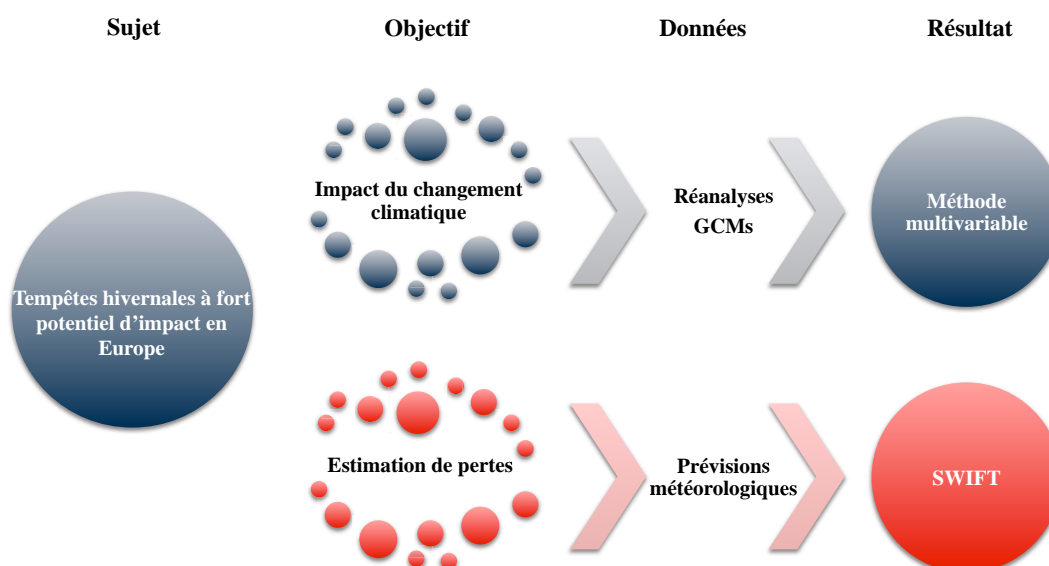 Sujet
Objectif
Données
Résultat
Tempêtes hivernales à fort
potentiel d’impact en
Europe
Impact du changement
climatique
Réanalyses
GCMs
Méthode
multivariable
Estimation de pertes
Prévisions
météorologiques
SWIFT